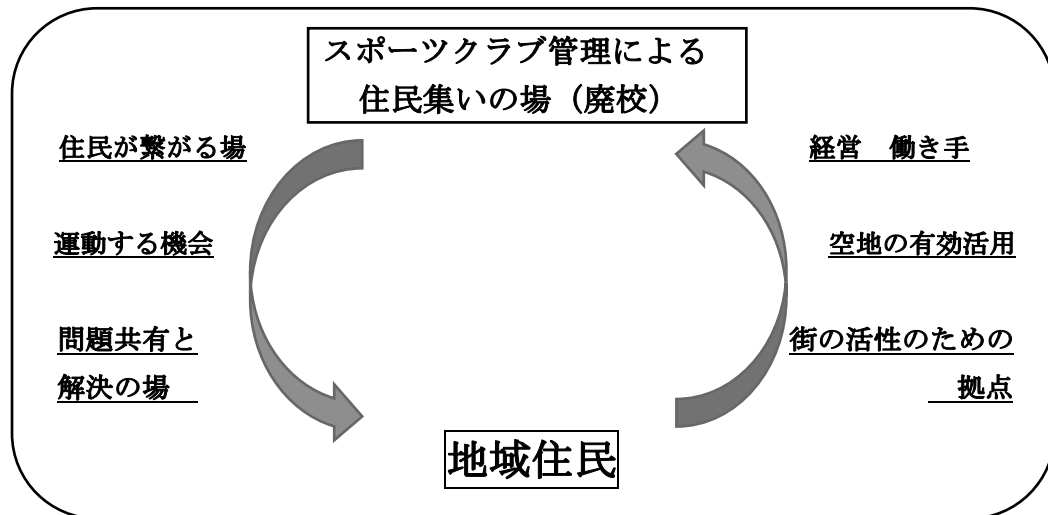 スポーツクラブ管理による
住民集いの場（廃校）
住民が繋がる場
運動する機会
問題共有と
解決の場
経営　働き手
空地の有効活用
街の活性のための
拠点
地域住民